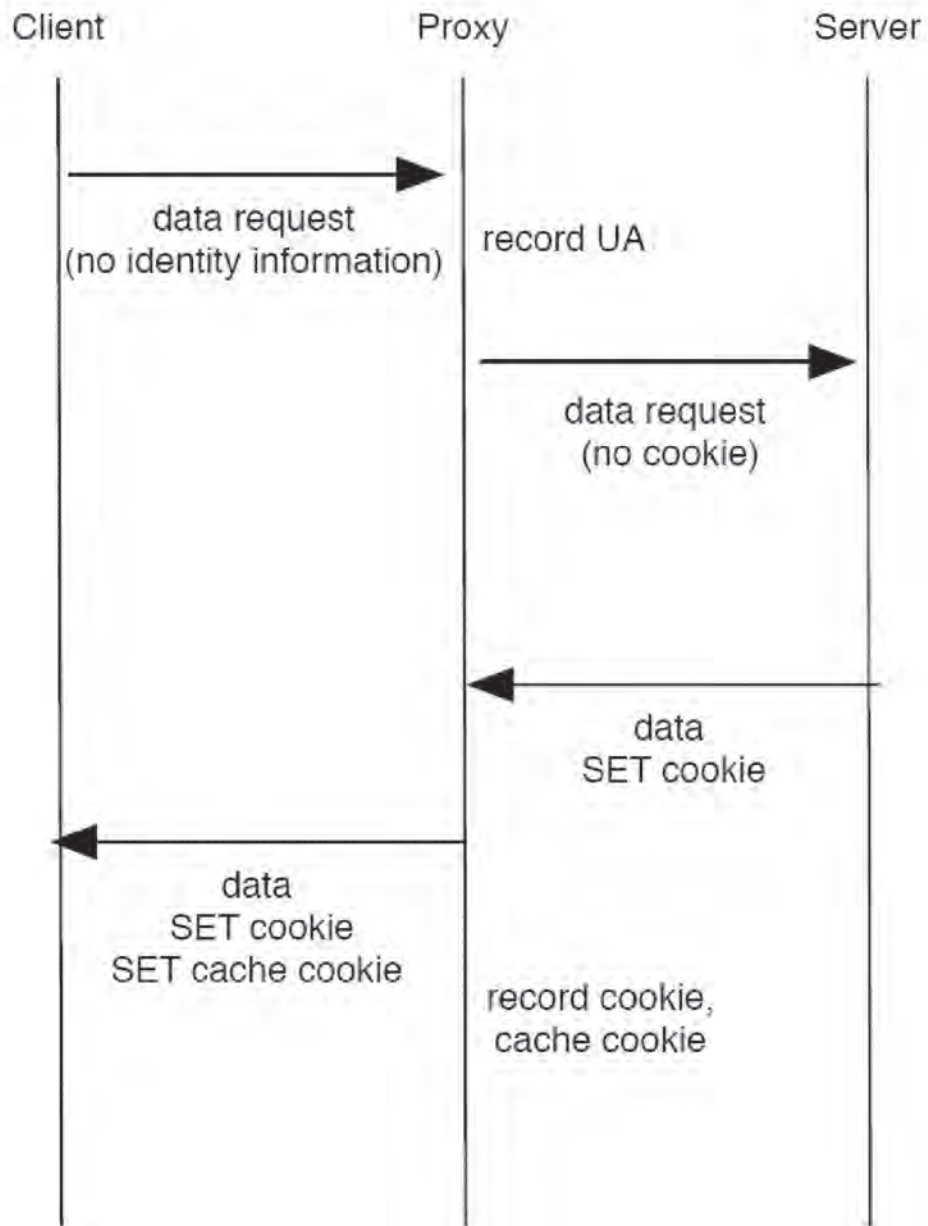 Client
Proxy
Server
data request
(no identity information)
record UA
data request
(no cookie)
data
SET cookie
data
SET cookie
SET cache cookie
record cookie,
cache cookie